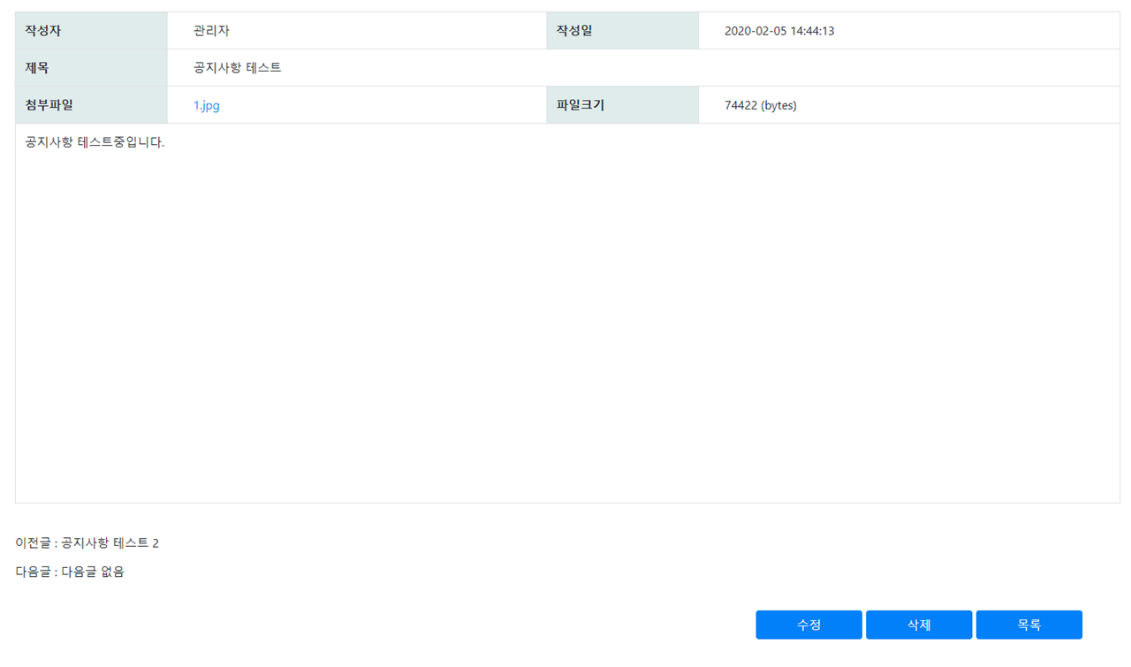 작성자 관리자 작성일 2020-02-05 14:44:13
제목 공지사항 테스트
첨부파일 1.jpg 파일크기 74422 (bytes)
공지사항 테스트중입니다.
이전글 : 공지사항 테스트 2
다음글 : 다음글 없음
수정 삭제 목록